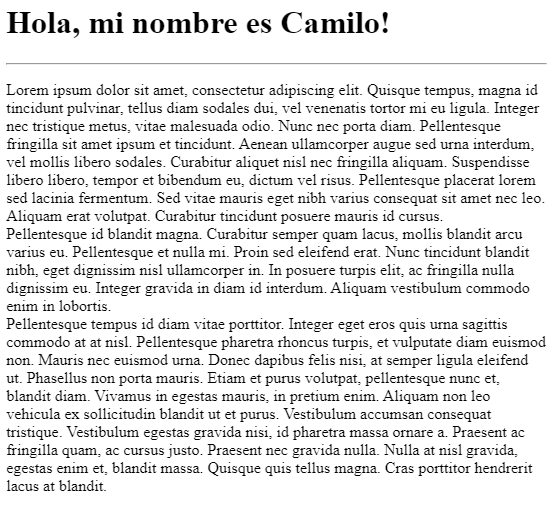 Hola, mi nombre es Camilo!
Lorem ipsum dolor sit amet, consectetur adipiscing elit. Quisque tempus, magna id
tincidunt pulvinar, tellus diam sodales dui, vel venenatis tortor mi eu ligula. Integer
nec tristique metus, vitae malesuada odio. Nunc nec porta diam. Pellentesque
fringilla sit amet ipsum et tincidunt. Aenean ullamcorper augue sed urna interdum,
vel mollis libero sodales. Curabitur aliquet nisl nec fringilla aliquam. Suspendisse
libero libero, tempor et bibendum eu, dictum vel risus. Pellentesque placerat lorem
sed lacinia fermentum. Sed vitae mauris eget nibh varius consequat sit amet nec leo.
Aliquam erat volutpat. Curabitur tincidunt posuere mauris id cursus.
Pellentesque id blandit magna. Curabitur semper quam lacus, mollis blandit arcu
varius eu. Pellentesque et nulla mi. Proin sed eleifend erat. Nunc tincidunt blandit
nibh, eget dignissim nisl ullamcorper in. In posuere turpis elit, ac fringilla nulla
dignissim eu. Integer gravida in diam id interdum. Aliquam vestibulum commodo
enim in lobortis.
Pellentesque tempus id diam vitae porttitor. Integer eget eros quis urna sagittis
commodo at at nisl. Pellentesque pharetra rhoncus turpis, et vulputate diam euismod
non. Mauris nec euismod urna. Donec dapibus felis nisi, at semper ligula eleifend
ut. Phasellus non porta mauris. Etiam et purus volutpat, pellentesque nunc et,
blandit diam. Vivamus in egestas mauris, in pretium enim. Aliquam non leo
vehicula ex sollicitudin blandit ut et purus. Vestibulum accumsan consequat
tristique. Vestibulum egestas gravida nisi, id pharetra massa ornare a. Praesent ac
fringilla quam, ac cursus justo. Praesent nec gravida nulla. Nulla at nisl gravida,
egestas enim et, blandit massa. Quisque quis tellus magna. Cras porttitor hendrerit
lacus at blandit.